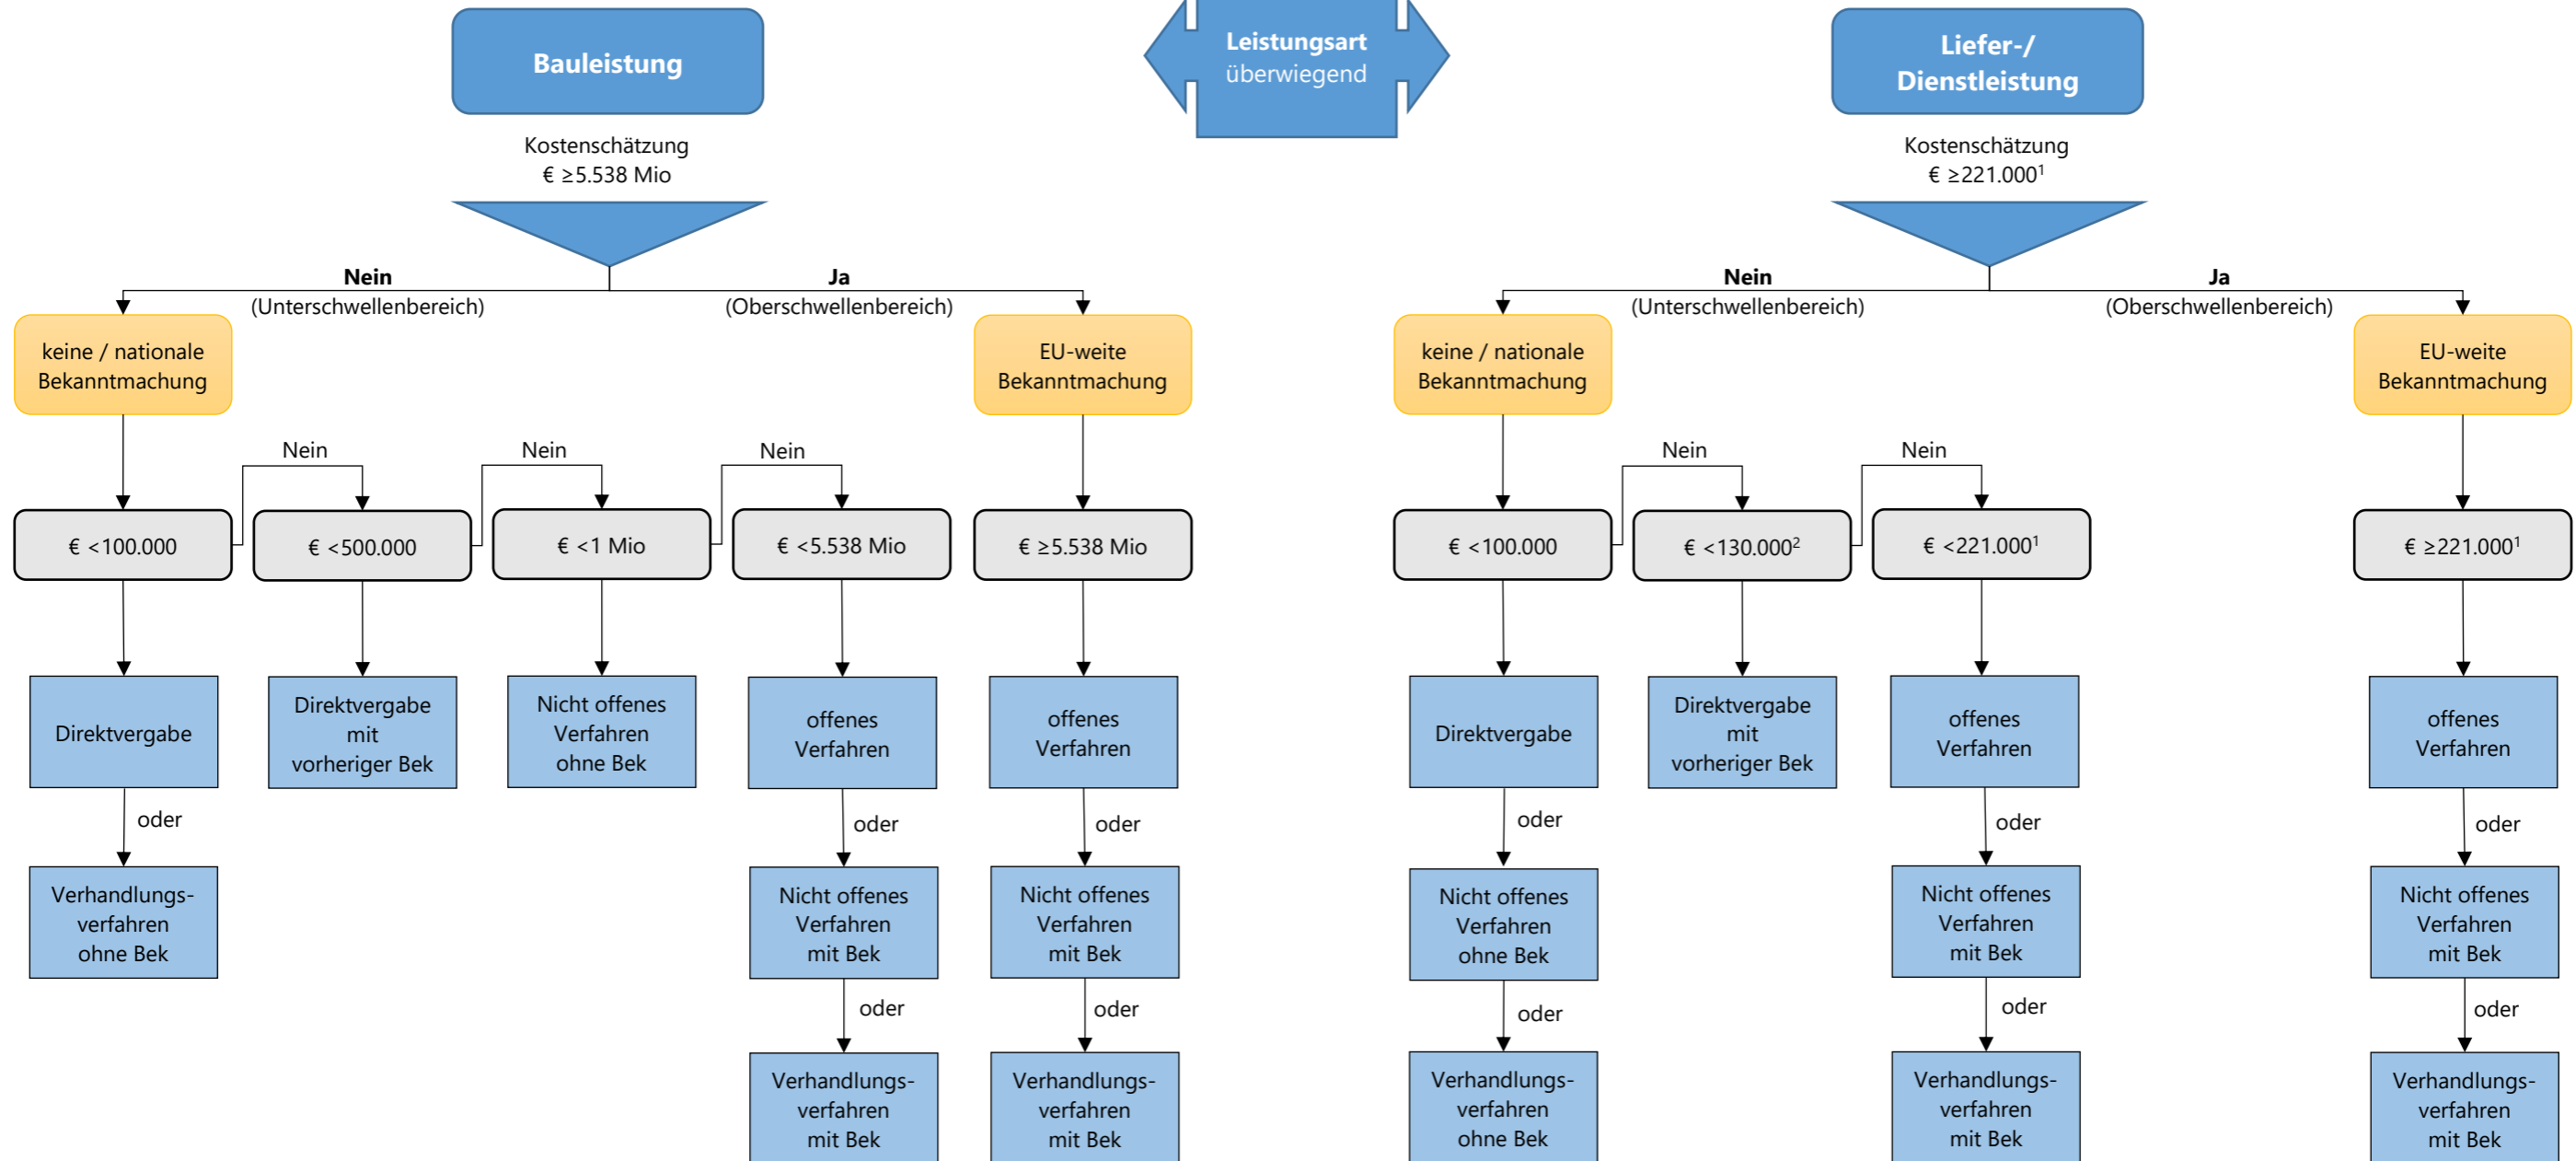 Bauleistung
Leistungsart
überwiegend
Liefer-/
Dienstleistung
Kostenschätzung
€ ≥5.538 Mio
Kostenschätzung
€ ≥221.000¹
Nein
(Unterschwellenbereich)
Ja
(Oberschwellenbereich)
Nein
(Unterschwellenbereich)
Ja
(Oberschwellenbereich)
keine / nationale
Bekanntmachung
EU-weite
Bekanntmachung
keine / nationale
Bekanntmachung
EU-weite
Bekanntmachung
Nein
Nein
Nein
Nein
Nein
€ <100.000
€ <500.000
€ <1 Mio
€ <5.538 Mio
€ ≥5.538 Mio
€ <100.000
€ <130.000²
€ <221.000¹
€ ≥221.000¹
Direktvergabe
Direktvergabe
mit
vorheriger Bek
Nicht offenes
Verfahren
ohne Bek
offenes
Verfahren
offenes
Verfahren
Direktvergabe
Direktvergabe
mit
vorheriger Bek
offenes
Verfahren
offenes
Verfahren
oder
oder
oder
oder
oder
oder
Verhandlungs-
verfahren
ohne Bek
Nicht offenes
Verfahren
mit Bek
Nicht offenes
Verfahren
mit Bek
Nicht offenes
Verfahren
ohne Bek
Nicht offenes
Verfahren
mit Bek
Nicht offenes
Verfahren
mit Bek
oder
oder
oder
oder
oder
Verhandlungs-
verfahren
mit Bek
Verhandlungs-
verfahren
mit Bek
Verhandlungs-
verfahren
ohne Bek
Verhandlungs-
verfahren
mit Bek
Verhandlungs-
verfahren
mit Bek